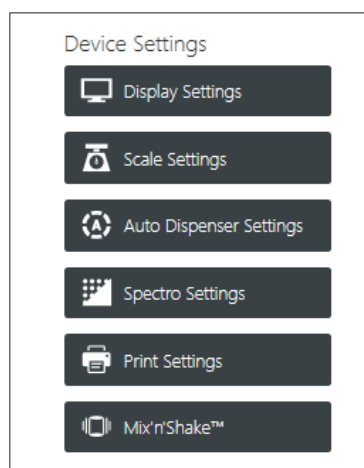 Device Settings
Display Settings
Scale Settings
Auto Dispenser Settings
Spectro Settings
Print Settings
Mix'n'Shake™